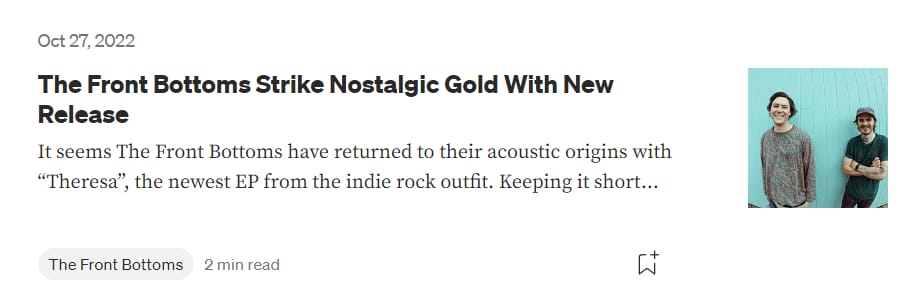 Oct 27, 2022
The Front Bottoms Strike Nostalgic Gold With New
Release
It seems The Front Bottoms have returned to their acoustic origins with
“Theresa”, the newest EP from the indie rock outfit. Keeping it short…
The Front Bottoms 2 min read